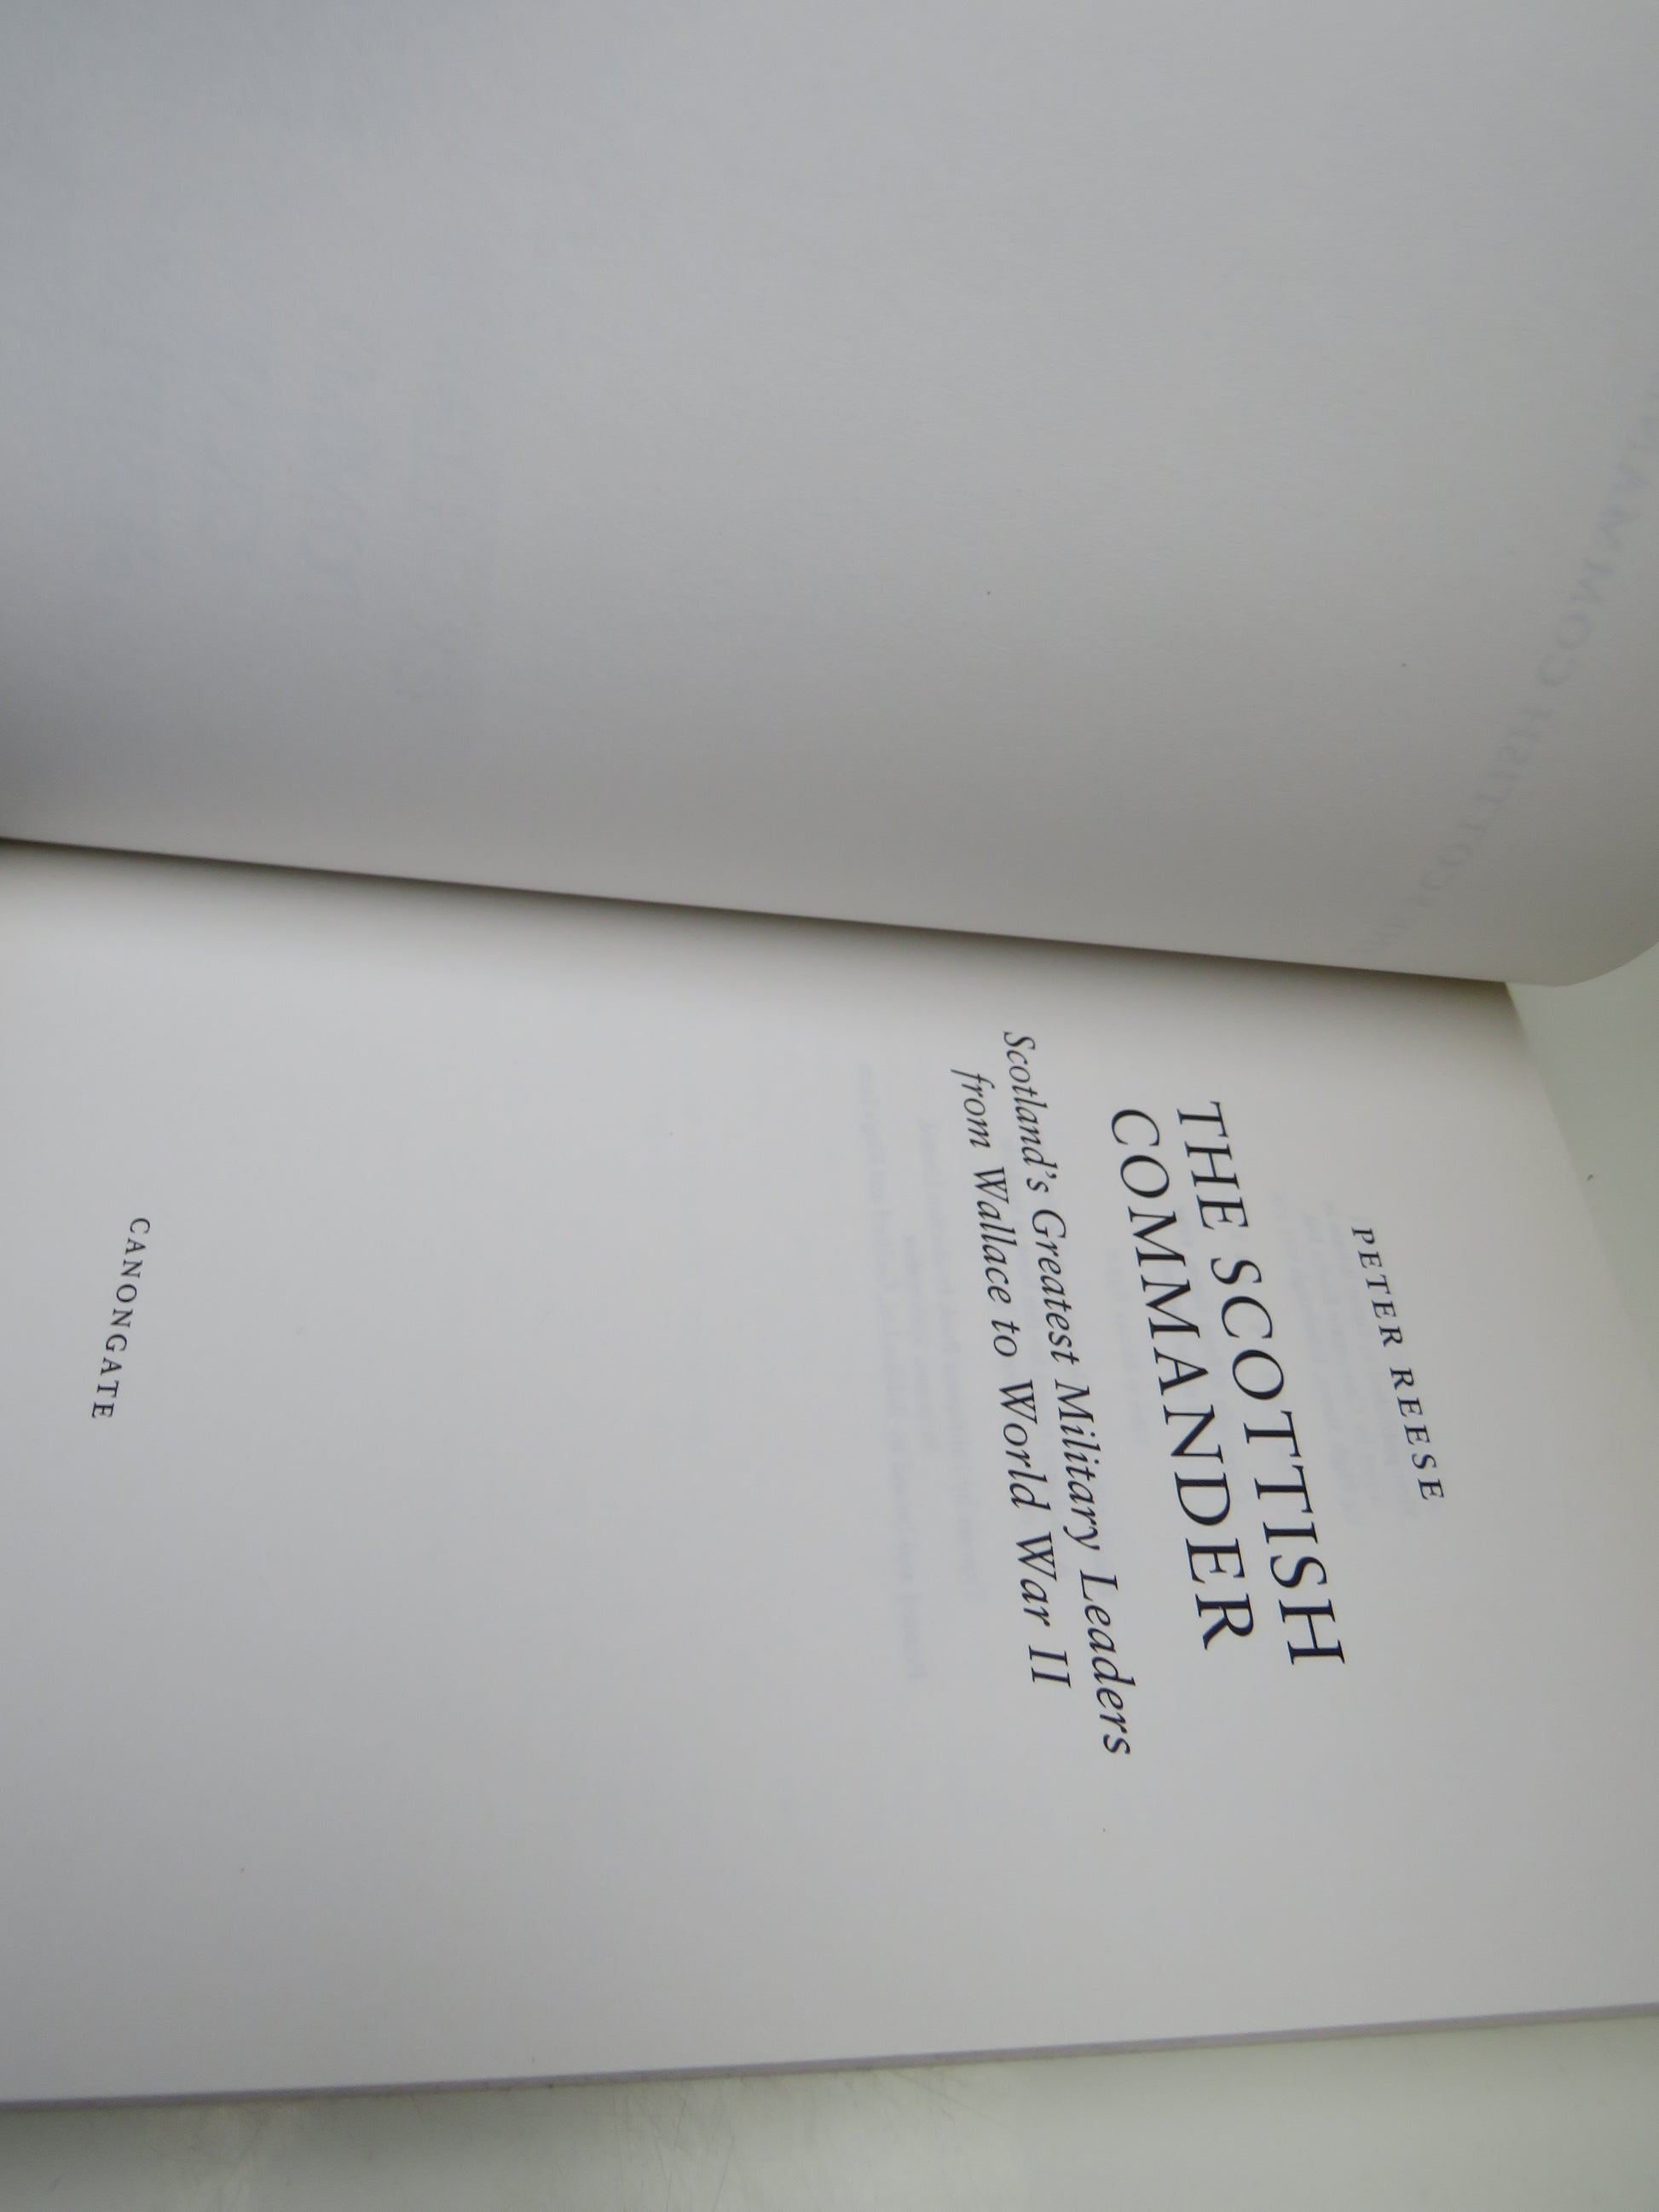 PETER REESE
THE SCOTTISH
COMMANDER
Scotland's Greatest Military Leaders
from Wallace to World War II
CANONGATE